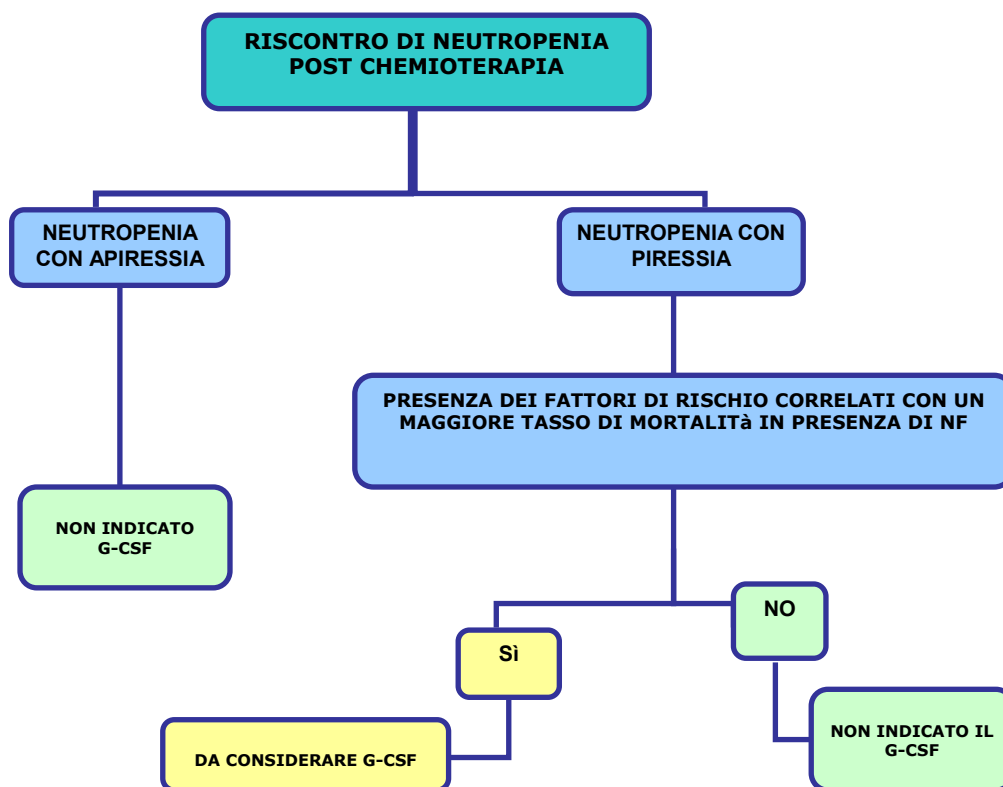 RISCONTRO DI NEUTROPENIA
POST CHEMIOTERAPIA
NEUTROPENIA
CON APIRESSIA
NEUTROPENIA CON
PIRESSIA
PRESENZA DEI FATTORI DI RISCHIO CORRELATI CON UN
MAGGIORE TASSO DI MORTALITà IN PRESENZA DI NF
NON INDICATO
G-CSF
NO
Sì
NON INDICATO IL
G-CSF
DA CONSIDERARE G-CSF